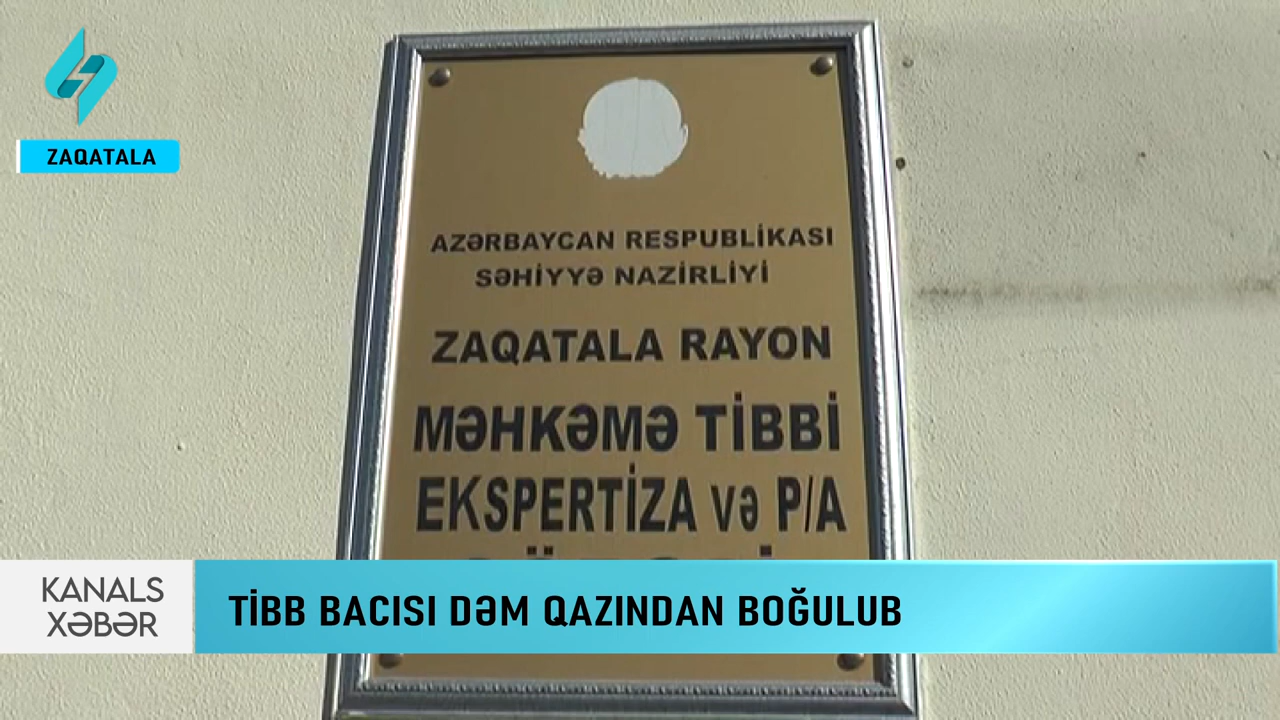 ZAQATALA
AZƏRBAYCAN RESPUBLİKASI
SƏHİYYƏ NAZİRLİYİ
ZAQATALA RAYON
MƏHKƏMƏ TİBBİ
EKSPERTİZA VƏ P/A
KANALS
XƏBƏR
TİBB BACISI DƏM QAZINDAN BOĞULUB